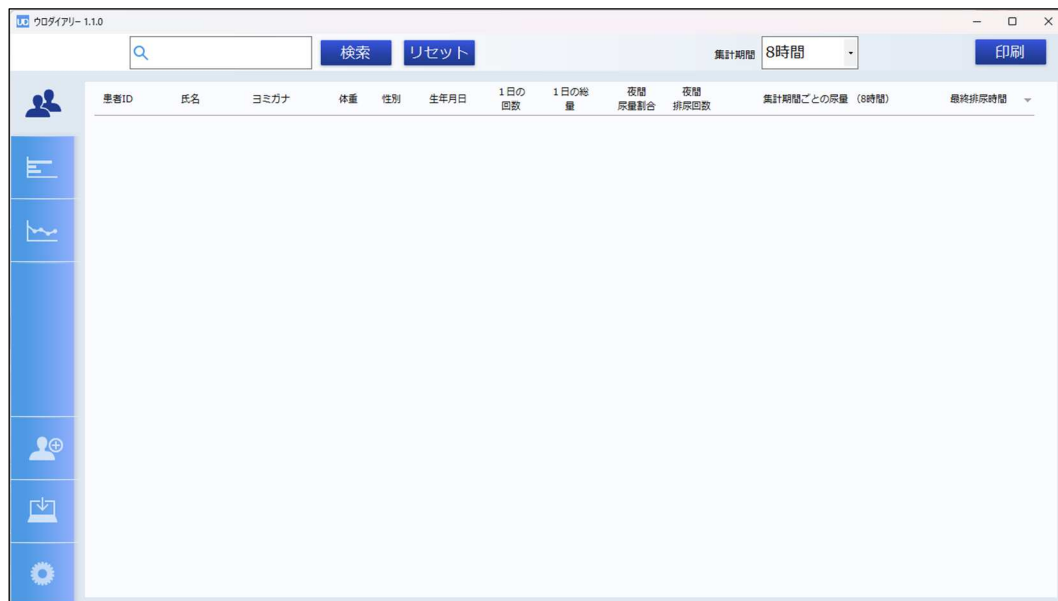 UD ウロダイアリー 1.1.0
検索 リセット 集計期間 8時間 印刷
患者ID 氏名 ヨミガナ 体重 性別 生年月日 1日の回数 1日の総量 夜間尿量割合 夜間排尿回数 集計期間ごとの尿量 (8時間) 最終排尿時間